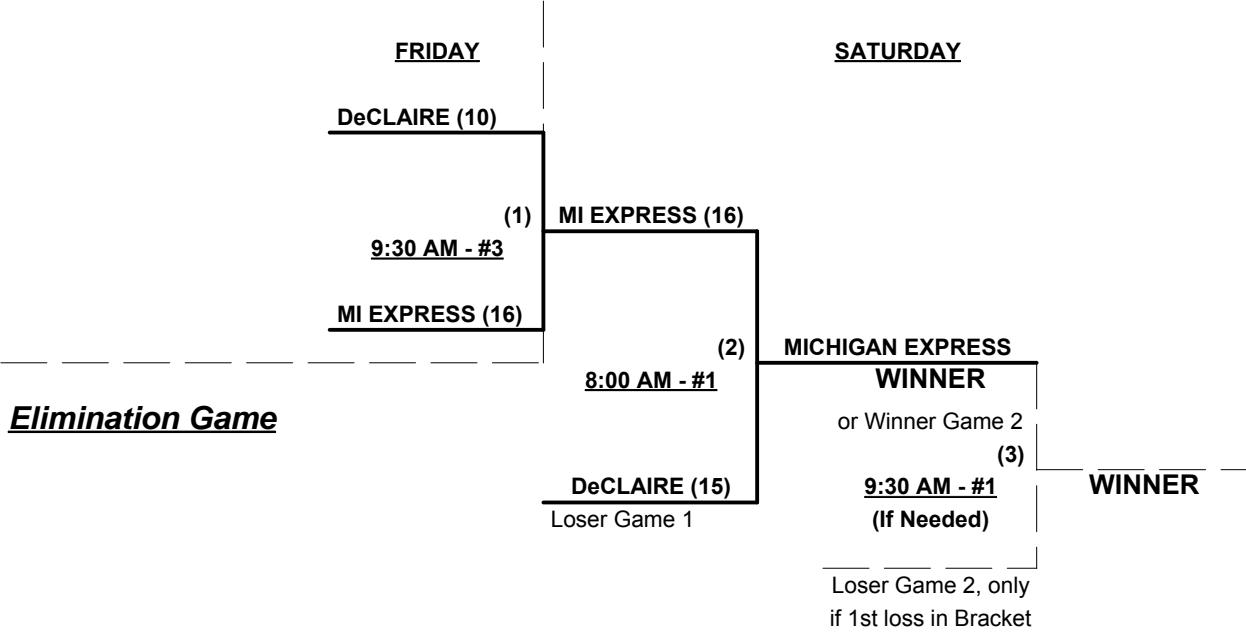 FRIDAY
SATURDAY
DeCLAIRE (10)
(1)
MI EXPRESS (16)
9:30 AM - #3
MI EXPRESS (16)
(2)
MICHIGAN EXPRESS
8:00 AM - #1
WINNER
Elimination Game
or Winner Game 2
(3)
DeCLAIRE (15)
9:30 AM - #1
WINNER
Loser Game 1
(If Needed)
Loser Game 2, only
if 1st loss in Bracket